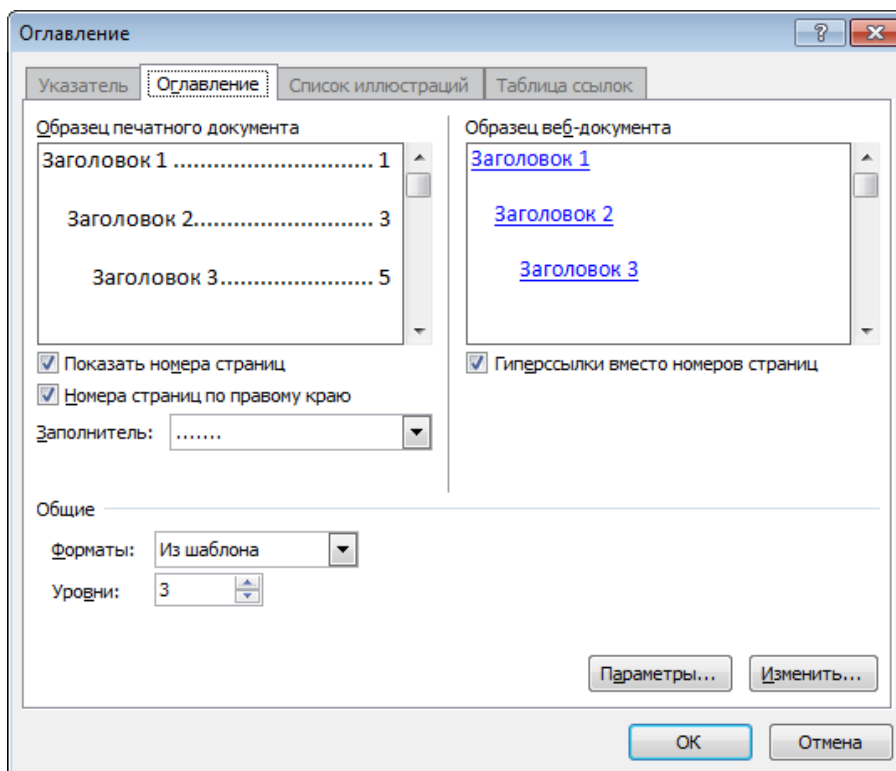 Оглавление
Указатель Оглавление Список иллюстраций Таблица ссылок
Образец печатного документа
Заголовок 1 ........................... 1
Заголовок 2........................ 3
Заголовок 3.................... 5
Показать номера страниц
Номера страниц по правому краю
Заполнитель: .......
Образец веб-документа
Заголовок 1
Заголовок 2
Заголовок 3
Гиперссылки вместо номеров страниц
Общие
Форматы: Из шаблона
Уровни: 3
Параметры... Изменить...
ОК Отмена